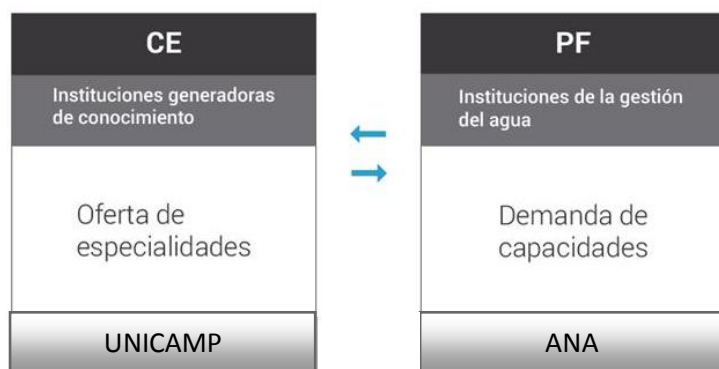 CE
Instituciones generadoras
de conocimiento
Oferta de
especialidades
UNICAMP
PF
Instituciones de la gestión
del agua
Demanda de
capacidades
ANA